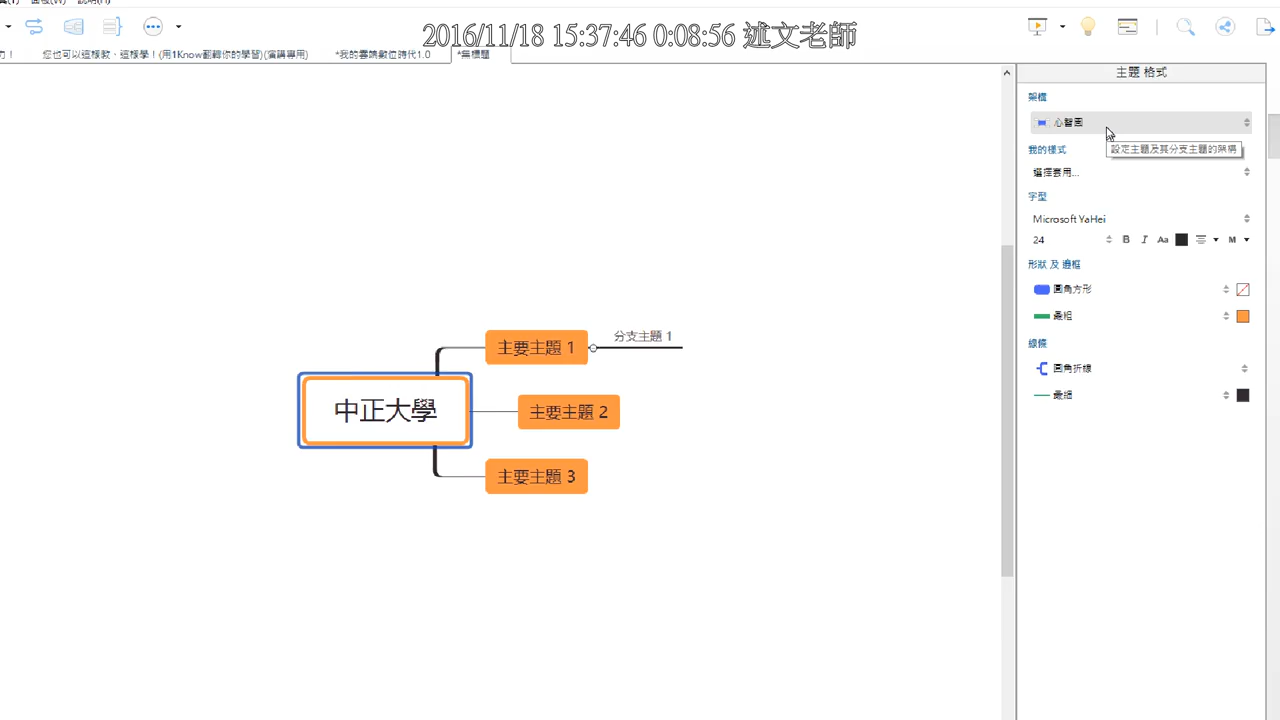 2016/11/18 15:37:46 0:08:56 述文老師
您也可以這樣教、這樣學！(用1Know翻轉你的學習)(演講專用)
*我的雲端數位時代1.0
*無標題
主題 格式
架構
心智圖
設定主題及其分支主題的架構
我的樣式
選擇套用...
字型
Microsoft YaHei
24
B I Aa M
形狀 及 邊框
圓角方形
最粗
線條
圓角折線
最細
主要主題 1
分支主題 1
中正大學
主要主題 2
主要主題 3